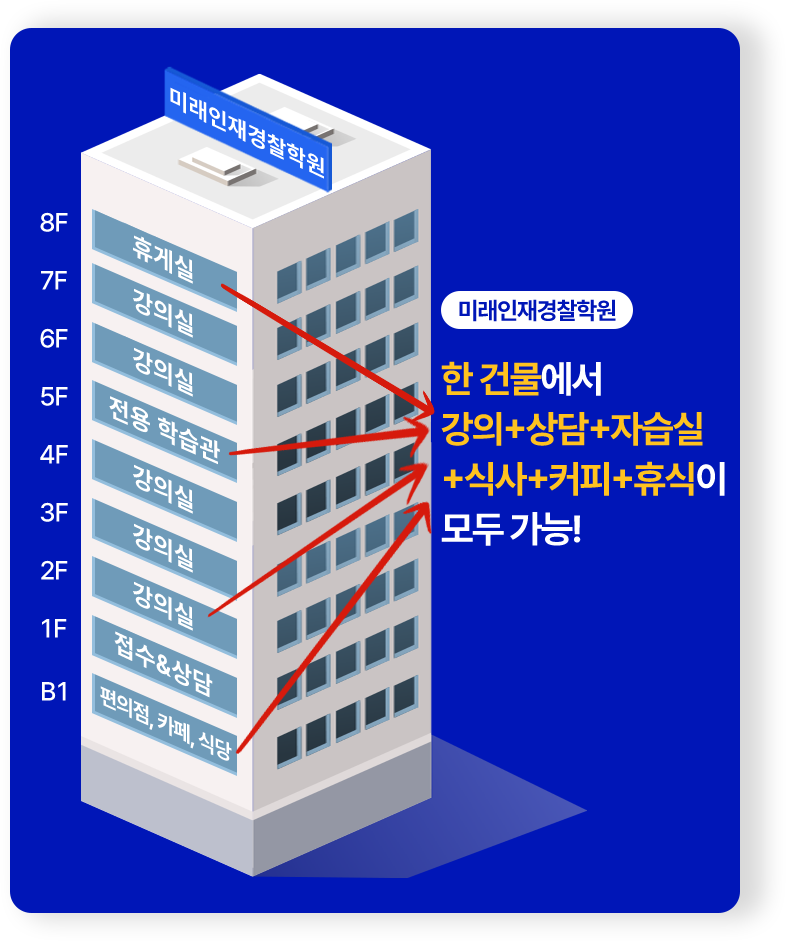 미래인재경찰학원
8F
휴게실
7F
강의실
6F
강의실
5F
전용 학습관
4F
강의실
3F
강의실
2F
강의실
1F
접수&상담
B1
편의점, 카페, 식당
미래인재경찰학원
한 건물에서
강의+상담+자습실
+식사+커피+휴식이
모두 가능!